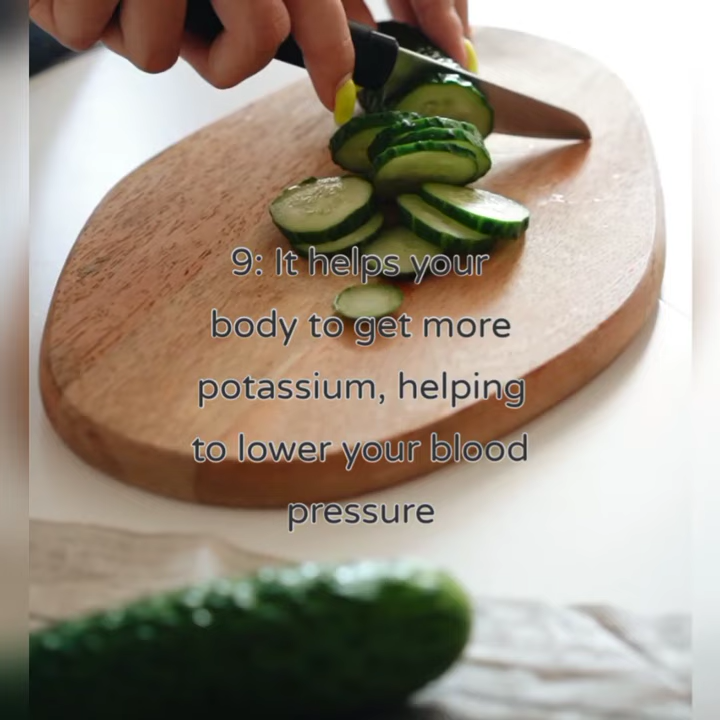 9: It helps your
body to get more
potassium, helping
to lower your blood
pressure